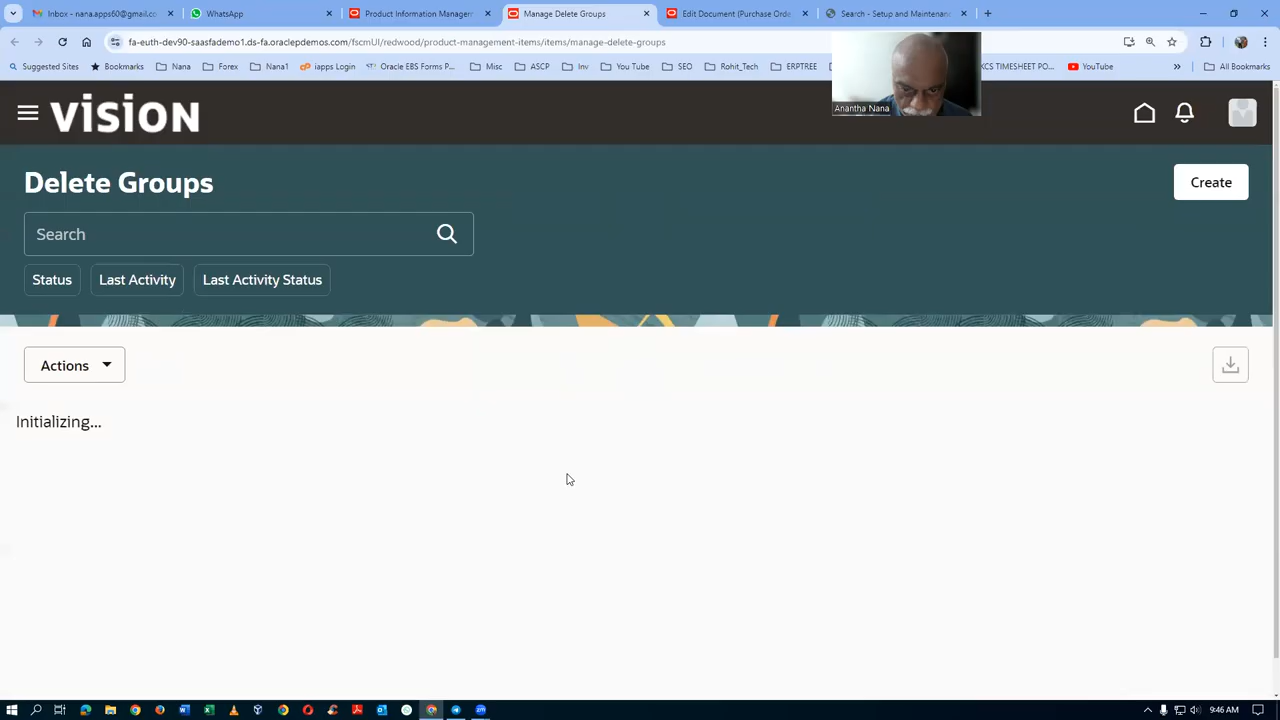 Inbox - nana.apps60@gmail.co
WhatsApp
Product Information Managem
Manage Delete Groups
Edit Document (Purchase Orde
Search - Setup and Maintenanc
fa-euth-dev90-saasfademo1.ds-fa.oraclepdemos.com/fscmUI/redwood/product-management-items/items/manage-delete-groups
Suggested Sites
Bookmarks
Nana
Forex
Nana1
iapps Login
Oracle EBS Forms P...
Misc
ASCP
Inv
You Tube
SEO
Rohit_Tech
ERPTREE
KCS TIMESHEET PO...
YouTube
All Bookmarks
Anantha Nana
vision
Delete Groups
Create
Search
Status
Last Activity
Last Activity Status
Actions
Initializing...
9:46 AM